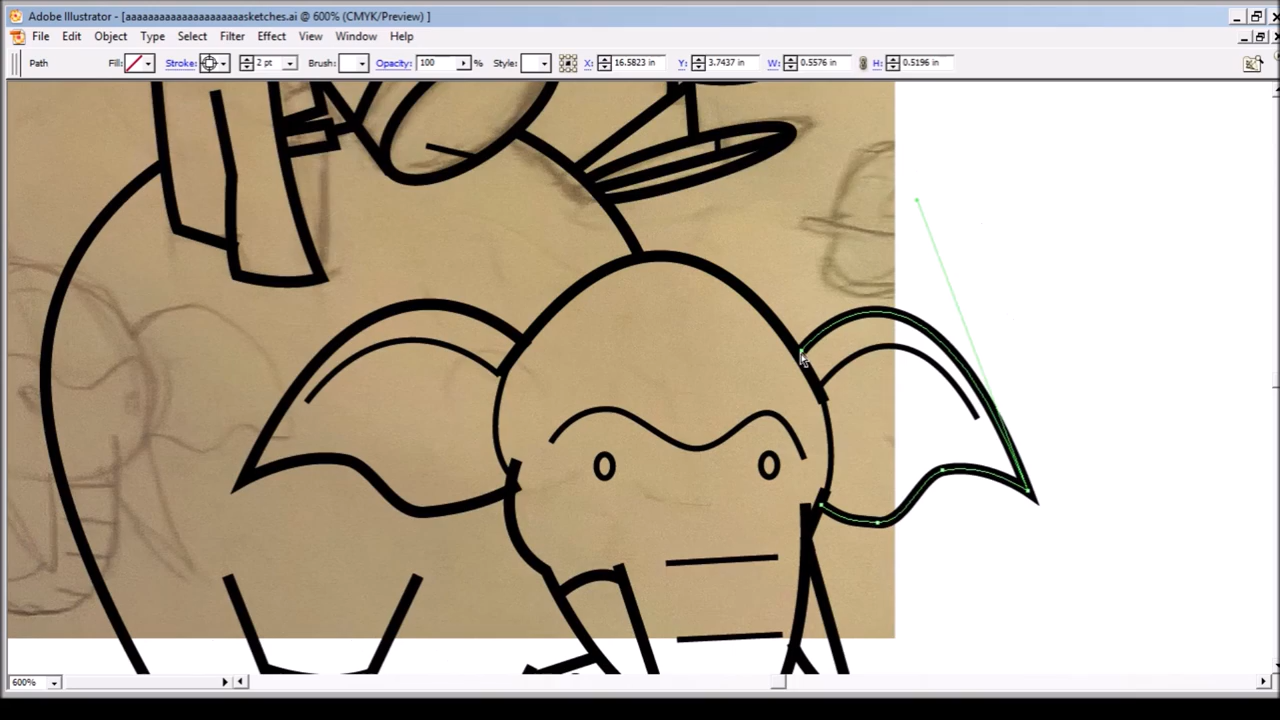 Adobe Illustrator - [aaaaaaaaaaaaaaaaaaaaasketches.ai @ 600% (CMYK/Preview) ]
File Edit Object Type Select Filter Effect View Window Help
Path Fill: Stroke: 2 pt Brush: Opacity: 100 % Style: X: 16.5823 in Y: 3.7437 in W: 0.5576 in H: 0.5196 in
600%